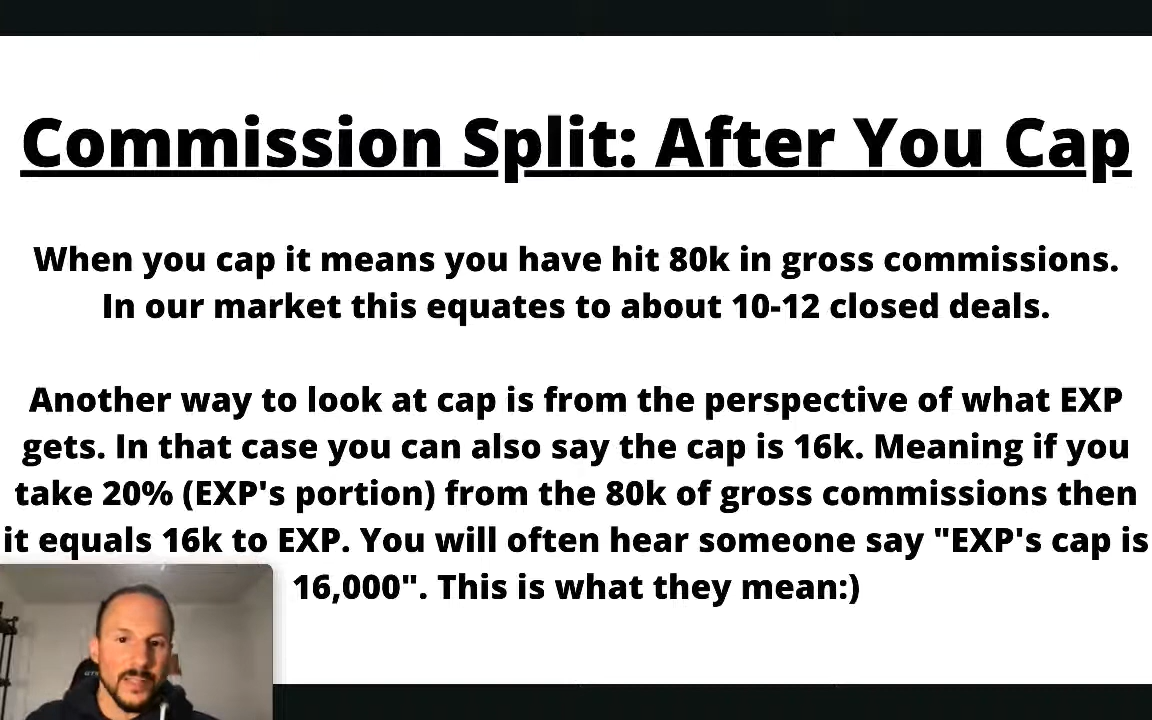 Commission Split: After You Cap
When you cap it means you have hit 80k in gross commissions.
In our market this equates to about 10-12 closed deals.
Another way to look at cap is from the perspective of what EXP
gets. In that case you can also say the cap is 16k. Meaning if you
take 20% (EXP's portion) from the 80k of gross commissions then
it equals 16k to EXP. You will often hear someone say "EXP's cap is
16,000". This is what they mean:)